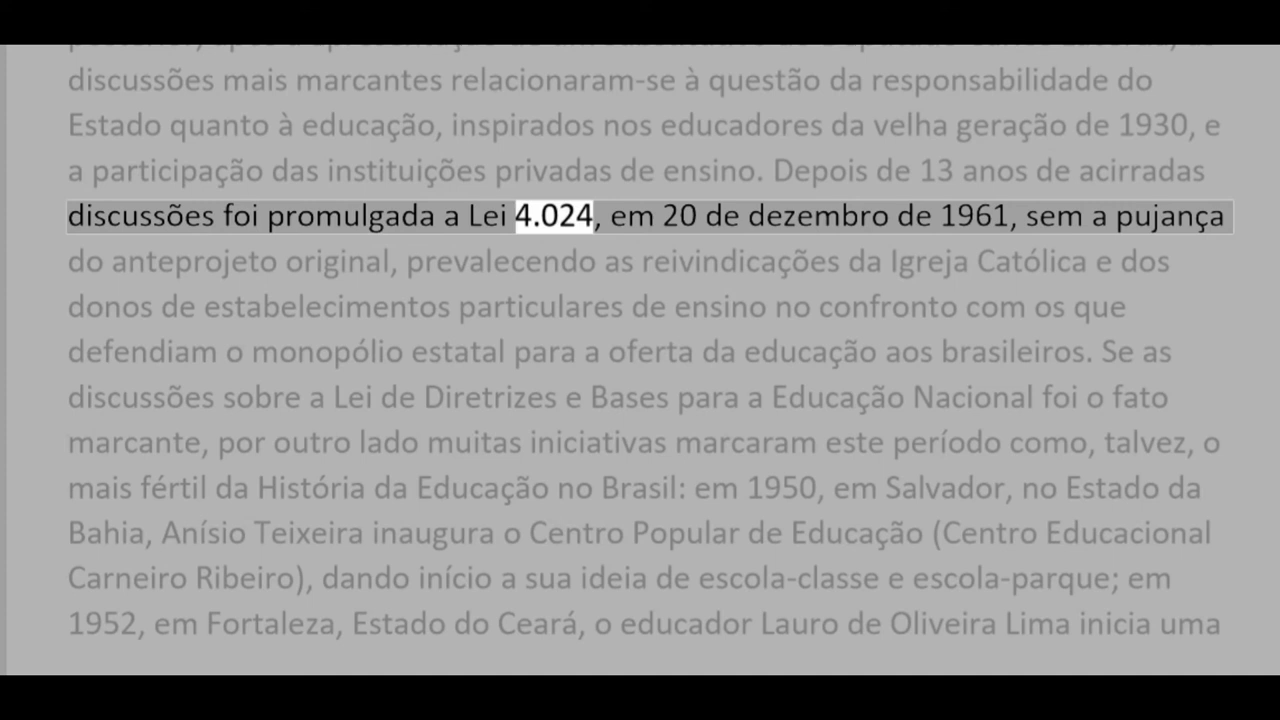 discussões mais marcantes relacionaram-se à questão da responsabilidade do
Estado quanto à educação, inspirados nos educadores da velha geração de 1930, e
a participação das instituições privadas de ensino. Depois de 13 anos de acirradas
discussões foi promulgada a Lei 4.024, em 20 de dezembro de 1961, sem a pujança
do anteprojeto original, prevalecendo as reivindicações da Igreja Católica e dos
donos de estabelecimentos particulares de ensino no confronto com os que
defendiam o monopólio estatal para a oferta da educação aos brasileiros. Se as
discussões sobre a Lei de Diretrizes e Bases para a Educação Nacional foi o fato
marcante, por outro lado muitas iniciativas marcaram este período como, talvez, o
mais fértil da História da Educação no Brasil: em 1950, em Salvador, no Estado da
Bahia, Anísio Teixeira inaugura o Centro Popular de Educação (Centro Educacional
Carneiro Ribeiro), dando início a sua ideia de escola-classe e escola-parque; em
1952, em Fortaleza, Estado do Ceará, o educador Lauro de Oliveira Lima inicia uma